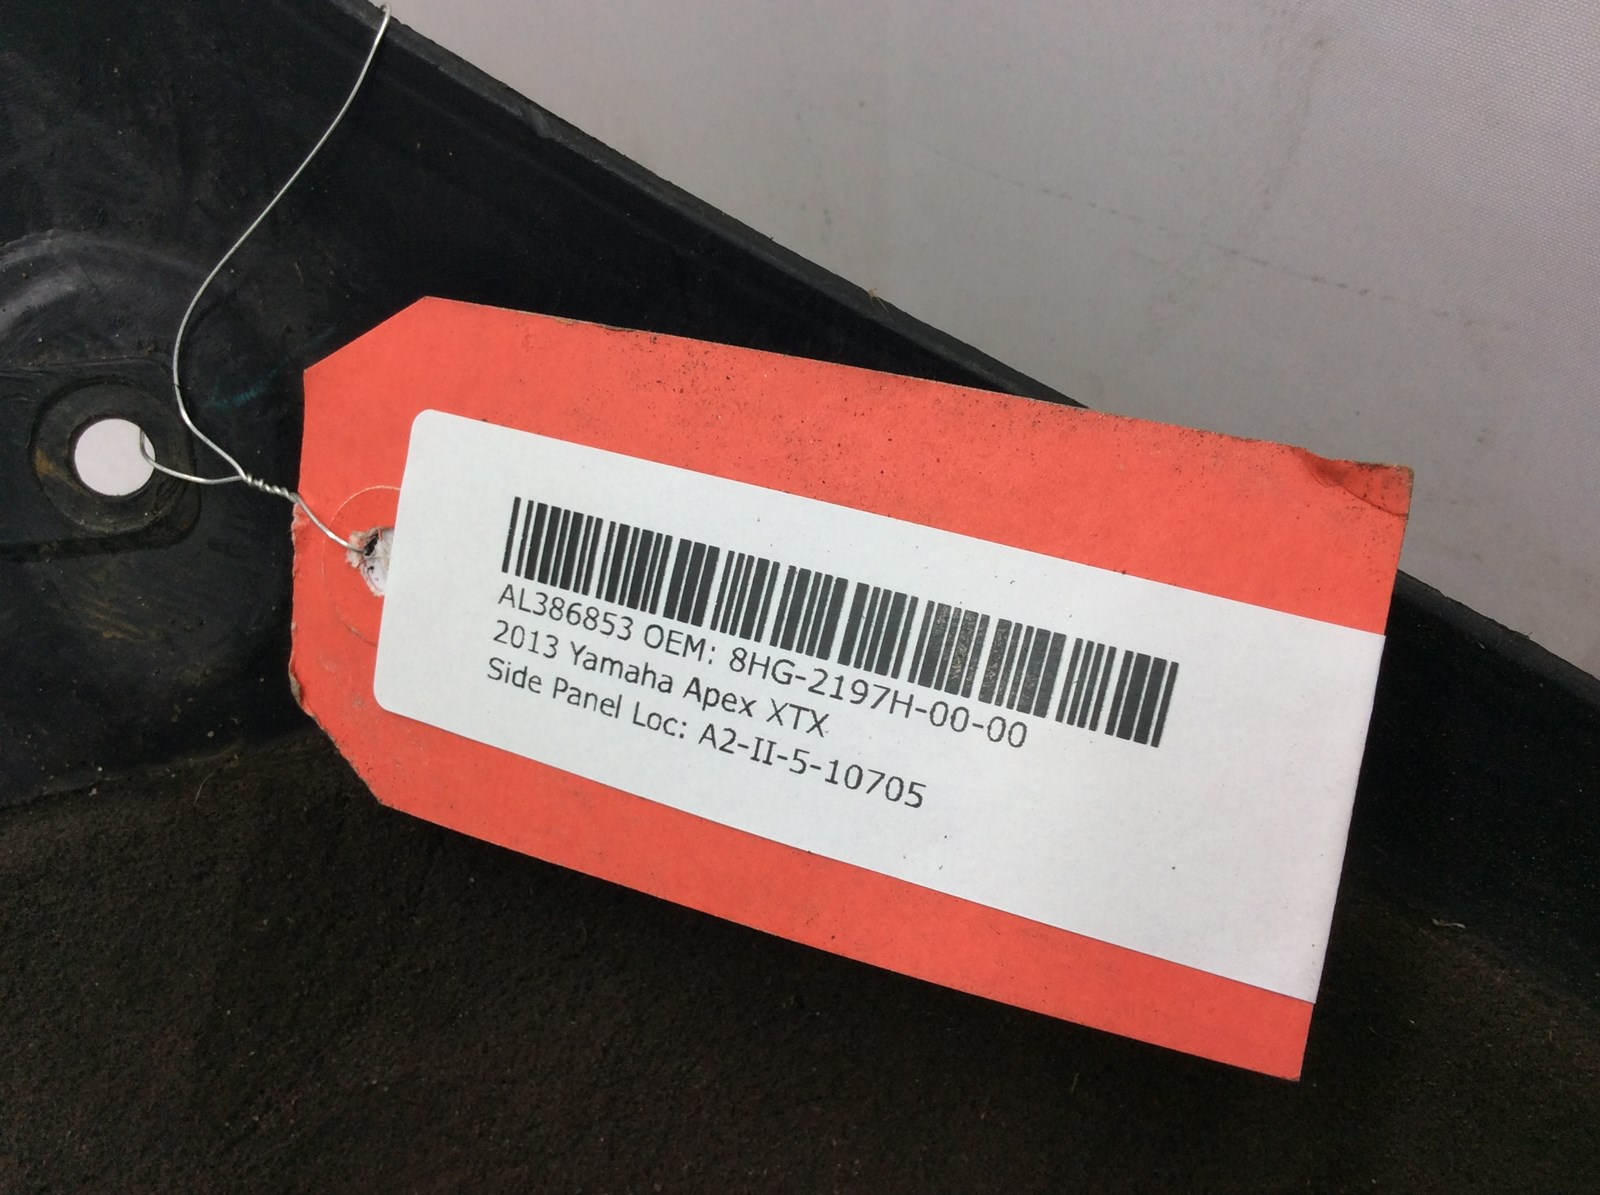 AL386853 OEM: 8HG-2197H-00-00
2013 Yamaha Apex XTX
Side Panel Loc: A2-II-5-10705